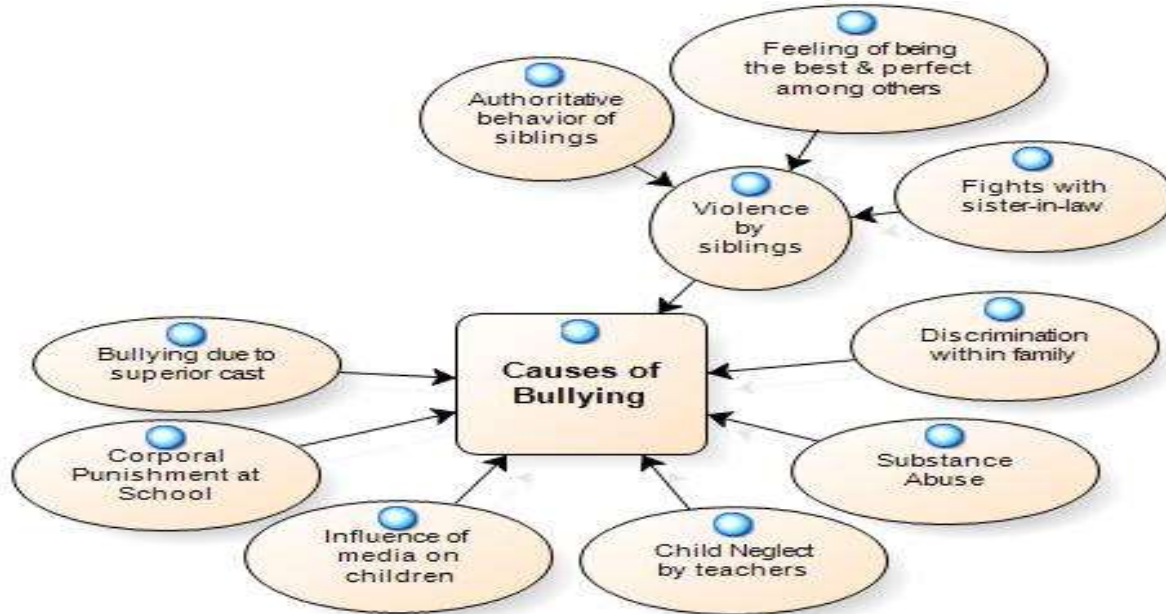 Feeling of being
the best & perfect
among others
Authoritative
behavior of
siblings
Violence
by
siblings
Fights with
sister-in-law
Causes of
Bullying
Discrimination
within family
Bullying due to
superior cast
Corporal
Punishment at
School
Substance
Abuse
Influence of
media on
children
Child Neglect
by teachers